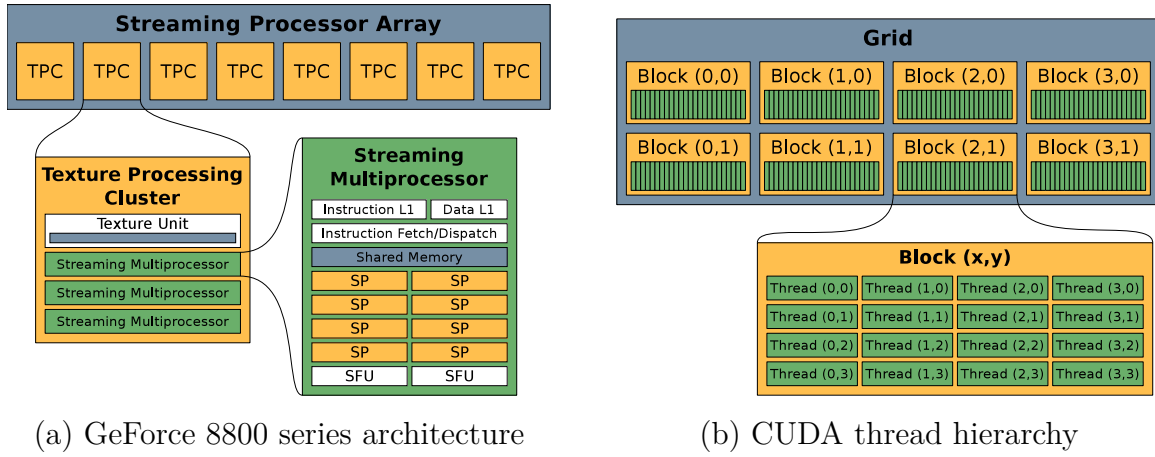 Streaming Processor Array
TPC TPC TPC TPC TPC TPC TPC TPC
Texture Processing
Cluster
Texture Unit
Streaming Multiprocessor
Streaming Multiprocessor
Streaming Multiprocessor
Streaming
Multiprocessor
Instruction L1 Data L1
Instruction Fetch/Dispatch
Shared Memory
SP SP
SP SP
SP SP
SP SP
SFU SFU
(a) GeForce 8800 series architecture
Grid
Block (0,0) Block (1,0) Block (2,0) Block (3,0)
Block (0,1) Block (1,1) Block (2,1) Block (3,1)
Block (x,y)
Thread (0,0) Thread (1,0) Thread (2,0) Thread (3,0)
Thread (0,1) Thread (1,1) Thread (2,1) Thread (3,1)
Thread (0,2) Thread (1,2) Thread (2,2) Thread (3,2)
Thread (0,3) Thread (1,3) Thread (2,3) Thread (3,3)
(b) CUDA thread hierarchy